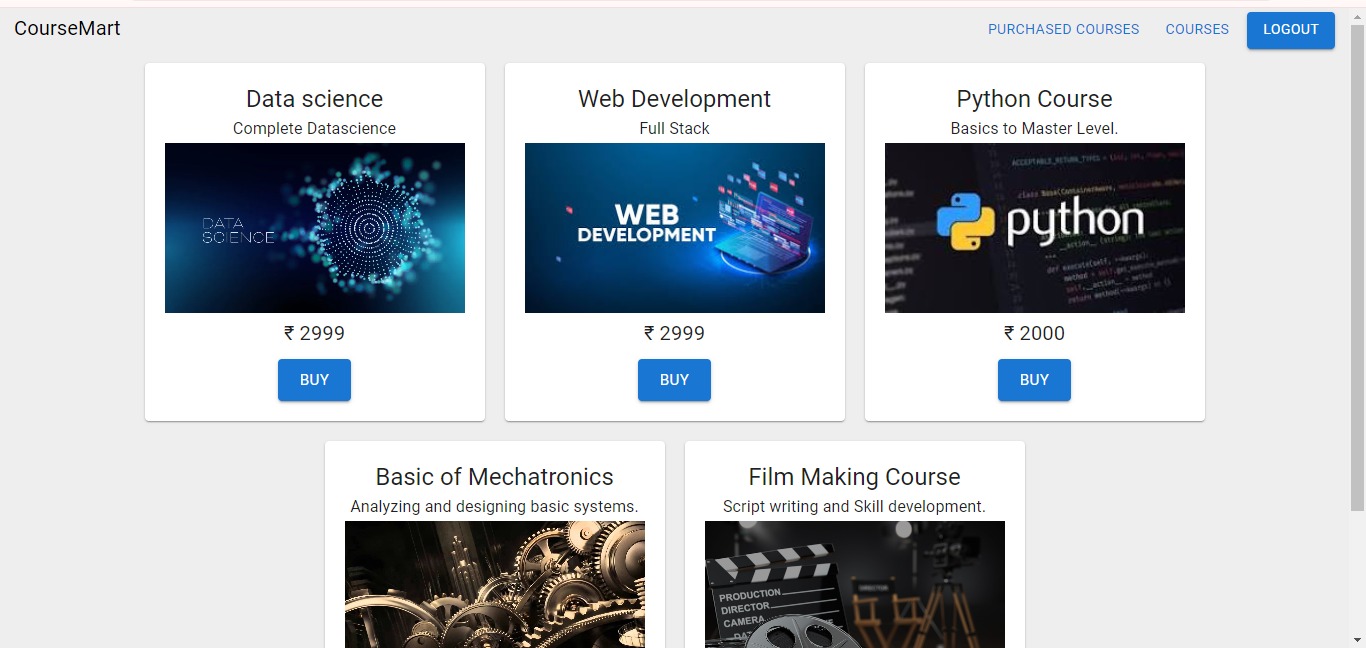 CourseMart
PURCHASED COURSES
COURSES
LOGOUT
Data science
Complete Datascience
DATA
SCIENCE
₹ 2999
BUY
Web Development
Full Stack
WEB
DEVELOPMENT
₹ 2999
BUY
Python Course
Basics to Master Level.
python
₹ 2000
BUY
Basic of Mechatronics
Analyzing and designing basic systems.
Film Making Course
Script writing and Skill development.
PRODUCTION
DIRECTOR
CAMERA
DIRECTOR